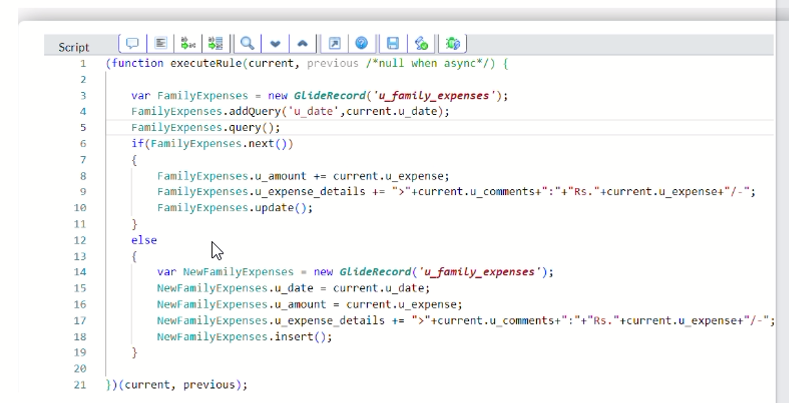 Script
1 (function executeRule(current, previous /*null when async*/) {
2
3 var FamilyExpenses = new GlideRecord('u_family_expenses');
4 FamilyExpenses.addQuery('u_date',current.u_date);
5 FamilyExpenses.query();
6 if(FamilyExpenses.next())
7 {
8 FamilyExpenses.u_amount += current.u_expense;
9 FamilyExpenses.u_expense_details += ">"+current.u_comments+":"+"Rs."+current.u_expense+"/-";
10 FamilyExpenses.update();
11 }
12 else
13 {
14 var NewFamilyExpenses = new GlideRecord('u_family_expenses');
15 NewFamilyExpenses.u_date = current.u_date;
16 NewFamilyExpenses.u_amount = current.u_expense;
17 NewFamilyExpenses.u_expense_details += ">"+current.u_comments+":"+"Rs."+current.u_expense+"/-";
18 NewFamilyExpenses.insert();
19 }
20
21 })(current, previous);